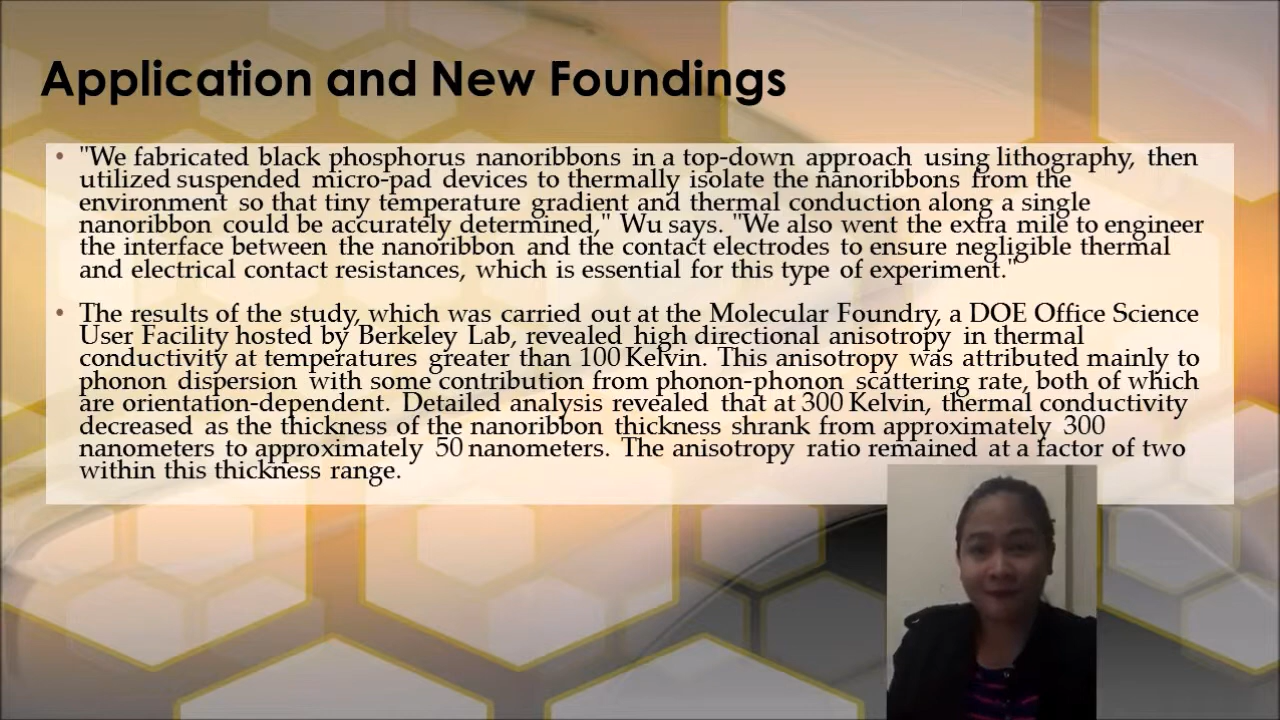 Application and New Foundings
• "We fabricated black phosphorus nanoribbons in a top-down approach using lithography, then
utilized suspended micro-pad devices to thermally isolate the nanoribbons from the
environment so that tiny temperature gradient and thermal conduction along a single
nanoribbon could be accurately determined," Wu says. "We also went the extra mile to engineer
the interface between the nanoribbon and the contact electrodes to ensure negligible thermal
and electrical contact resistances, which is essential for this type of experiment."
• The results of the study, which was carried out at the Molecular Foundry, a DOE Office Science
User Facility hosted by Berkeley Lab, revealed high directional anisotropy in thermal
conductivity at temperatures greater than 100 Kelvin. This anisotropy was attributed mainly to
phonon dispersion with some contribution from phonon-phonon scattering rate, both of which
are orientation-dependent. Detailed analysis revealed that at 300 Kelvin, thermal conductivity
decreased as the thickness of the nanoribbon thickness shrank from approximately 300
nanometers to approximately 50 nanometers. The anisotropy ratio remained at a factor of two
within this thickness range.